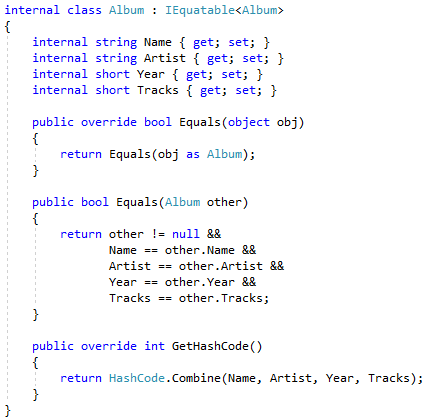 internal class Album : IEquatable<Album>
{
    internal string Name { get; set; }
    internal string Artist { get; set; }
    internal short Year { get; set; }
    internal short Tracks { get; set; }

    public override bool Equals(object obj)
    {
        return Equals(obj as Album);
    }

    public bool Equals(Album other)
    {
        return other != null &&
               Name == other.Name &&
               Artist == other.Artist &&
               Year == other.Year &&
               Tracks == other.Tracks;
    }

    public override int GetHashCode()
    {
        return HashCode.Combine(Name, Artist, Year, Tracks);
    }
}